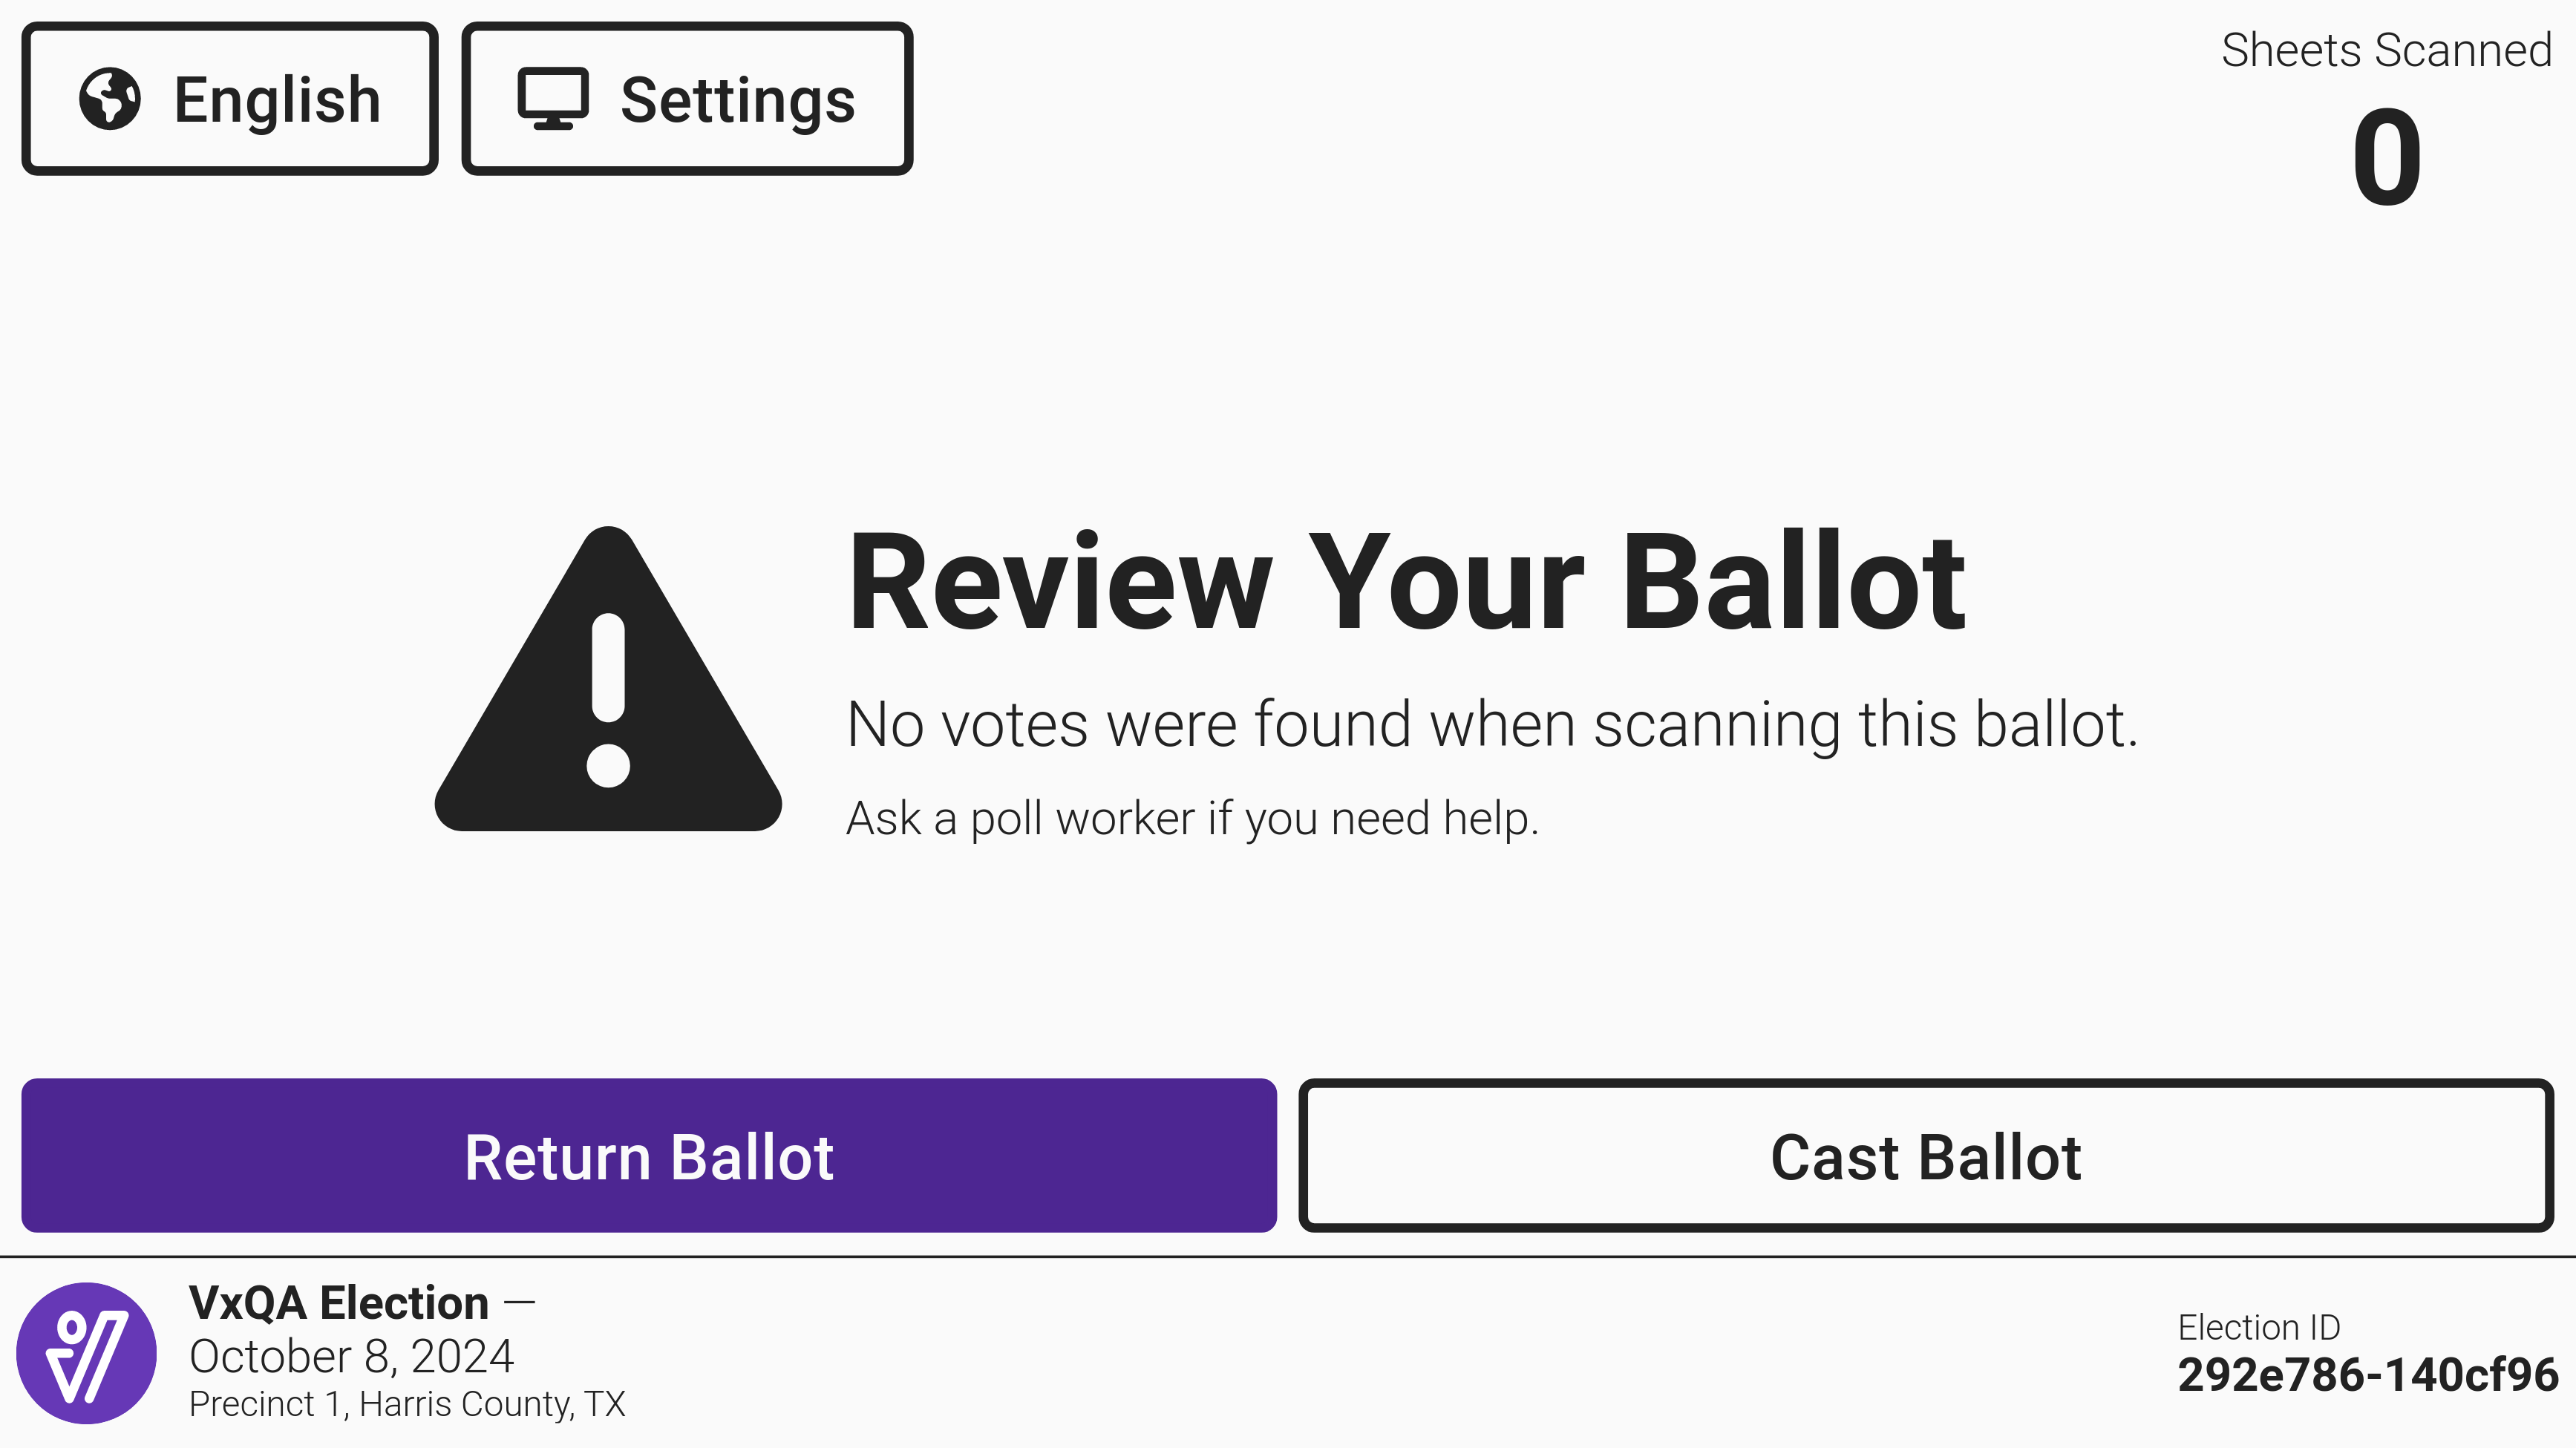 English
Settings
Sheets Scanned
0
Review Your Ballot
No votes were found when scanning this ballot.
Ask a poll worker if you need help.
Return Ballot
Cast Ballot
VxQA Election —
October 8, 2024
Precinct 1, Harris County, TX
Election ID
292e786-140cf96